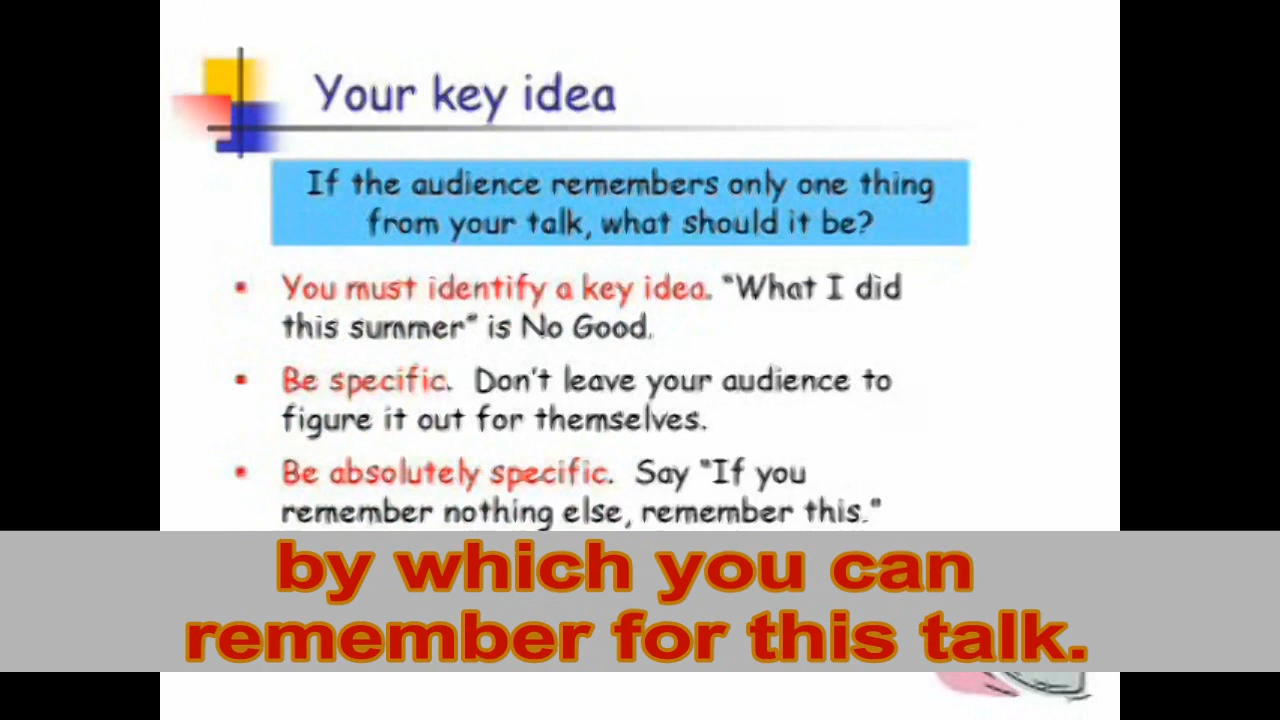 Your key idea
If the audience remembers only one thing
from your talk, what should it be?
You must identify a key idea. "What I did
this summer" is No Good.
Be specific. Don't leave your audience to
figure it out for themselves.
Be absolutely specific. Say "If you
remember nothing else, remember this."
by which you can
remember for this talk.